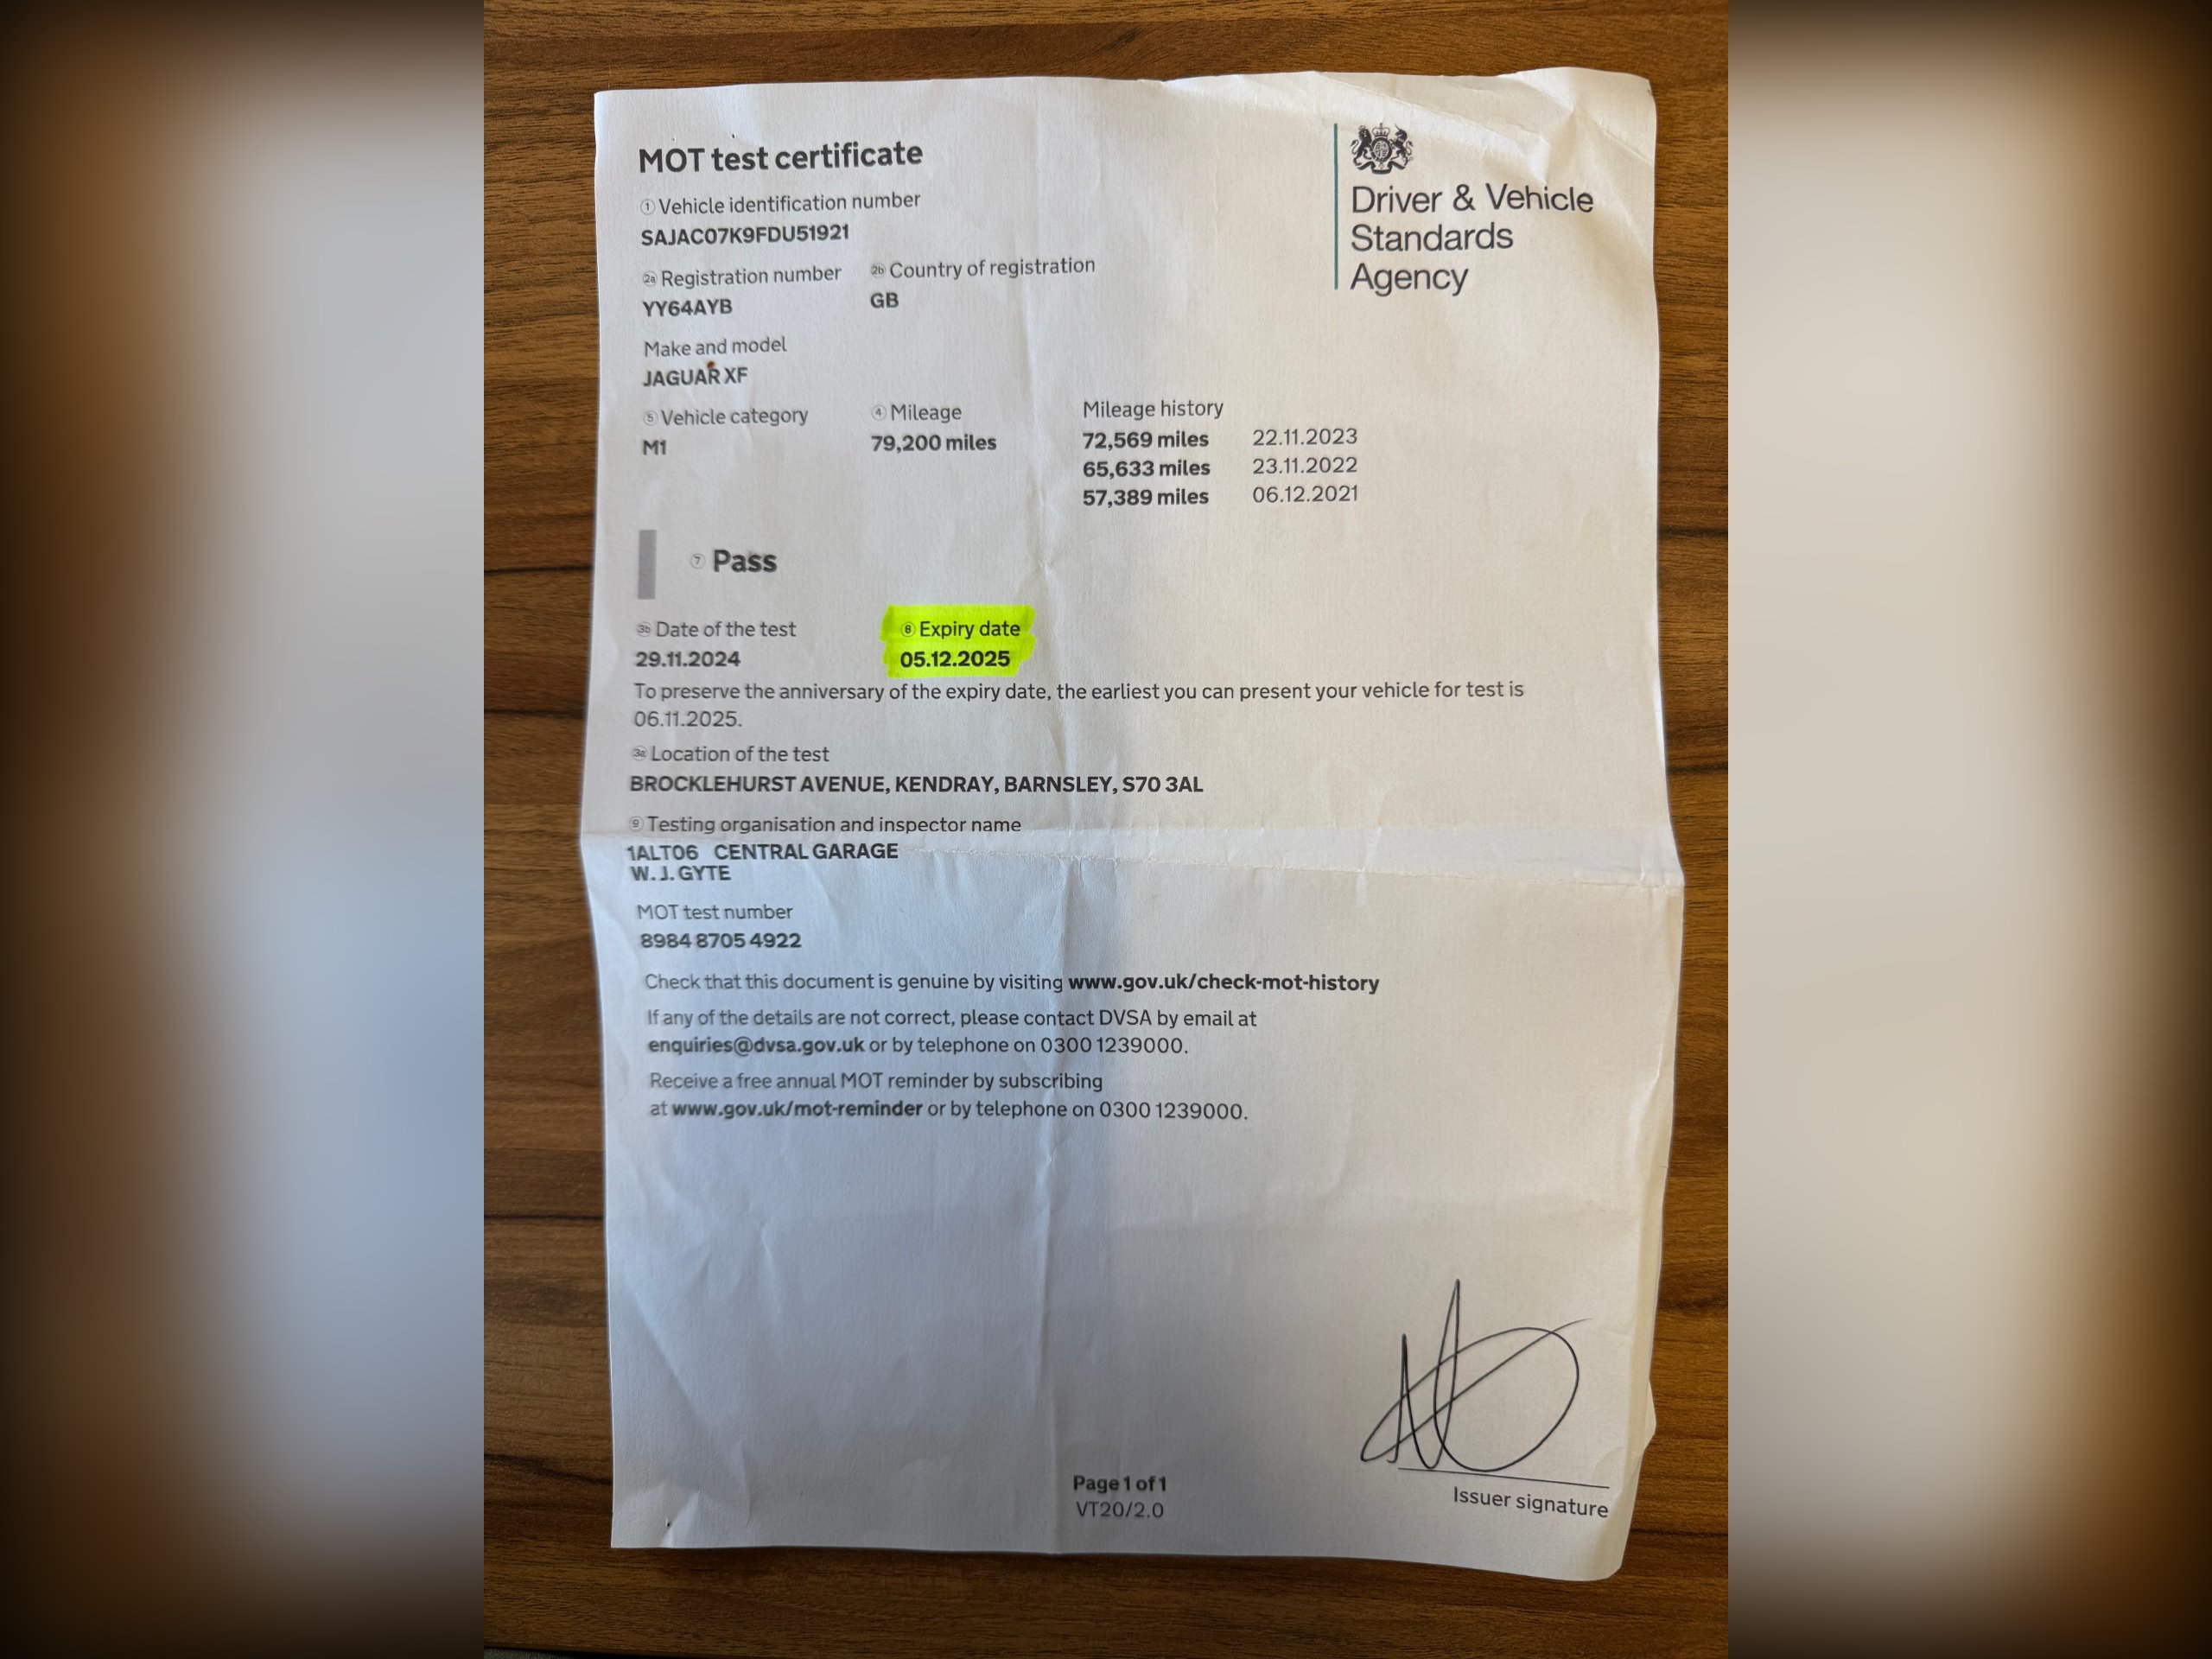 MOT test certificate
Driver & Vehicle
Standards
Agency
1 Vehicle identification number
SAJAC07K9FDU51921
2a Registration number 2b Country of registration
YY64AYB GB
Make and model
JAGUAR XF
5 Vehicle category 4 Mileage Mileage history
M1 79,200 miles 72,569 miles 22.11.2023
65,633 miles 23.11.2022
57,389 miles 06.12.2021
7 Pass
3b Date of the test 8 Expiry date
29.11.2024 05.12.2025
To preserve the anniversary of the expiry date, the earliest you can present your vehicle for test is
06.11.2025.
3a Location of the test
BROCKLEHURST AVENUE, KENDRAY, BARNSLEY, S70 3AL
9 Testing organisation and inspector name
1ALT06 CENTRAL GARAGE
W. J. GYTE
MOT test number
8984 8705 4922
Check that this document is genuine by visiting www.gov.uk/check-mot-history
If any of the details are not correct, please contact DVSA by email at
enquiries@dvsa.gov.uk or by telephone on 0300 1239000.
Receive a free annual MOT reminder by subscribing
at www.gov.uk/mot-reminder or by telephone on 0300 1239000.
Issuer signature
Page 1 of 1
VT20/2.0